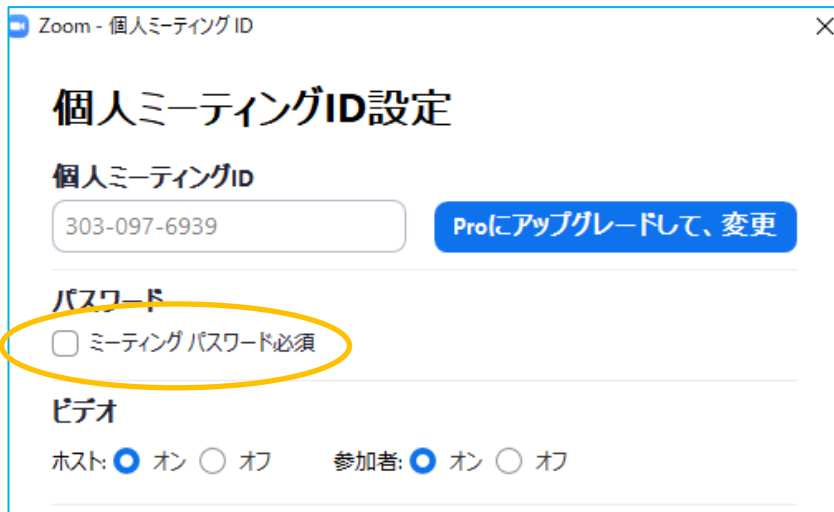 Zoom - 個人ミーティング ID
個人ミーティングID設定
個人ミーティングID
303-097-6939
Proにアップグレードして、変更
パスワード
ミーティング パスワード必須
ビデオ
ホスト: オン オフ 参加者: オン オフ